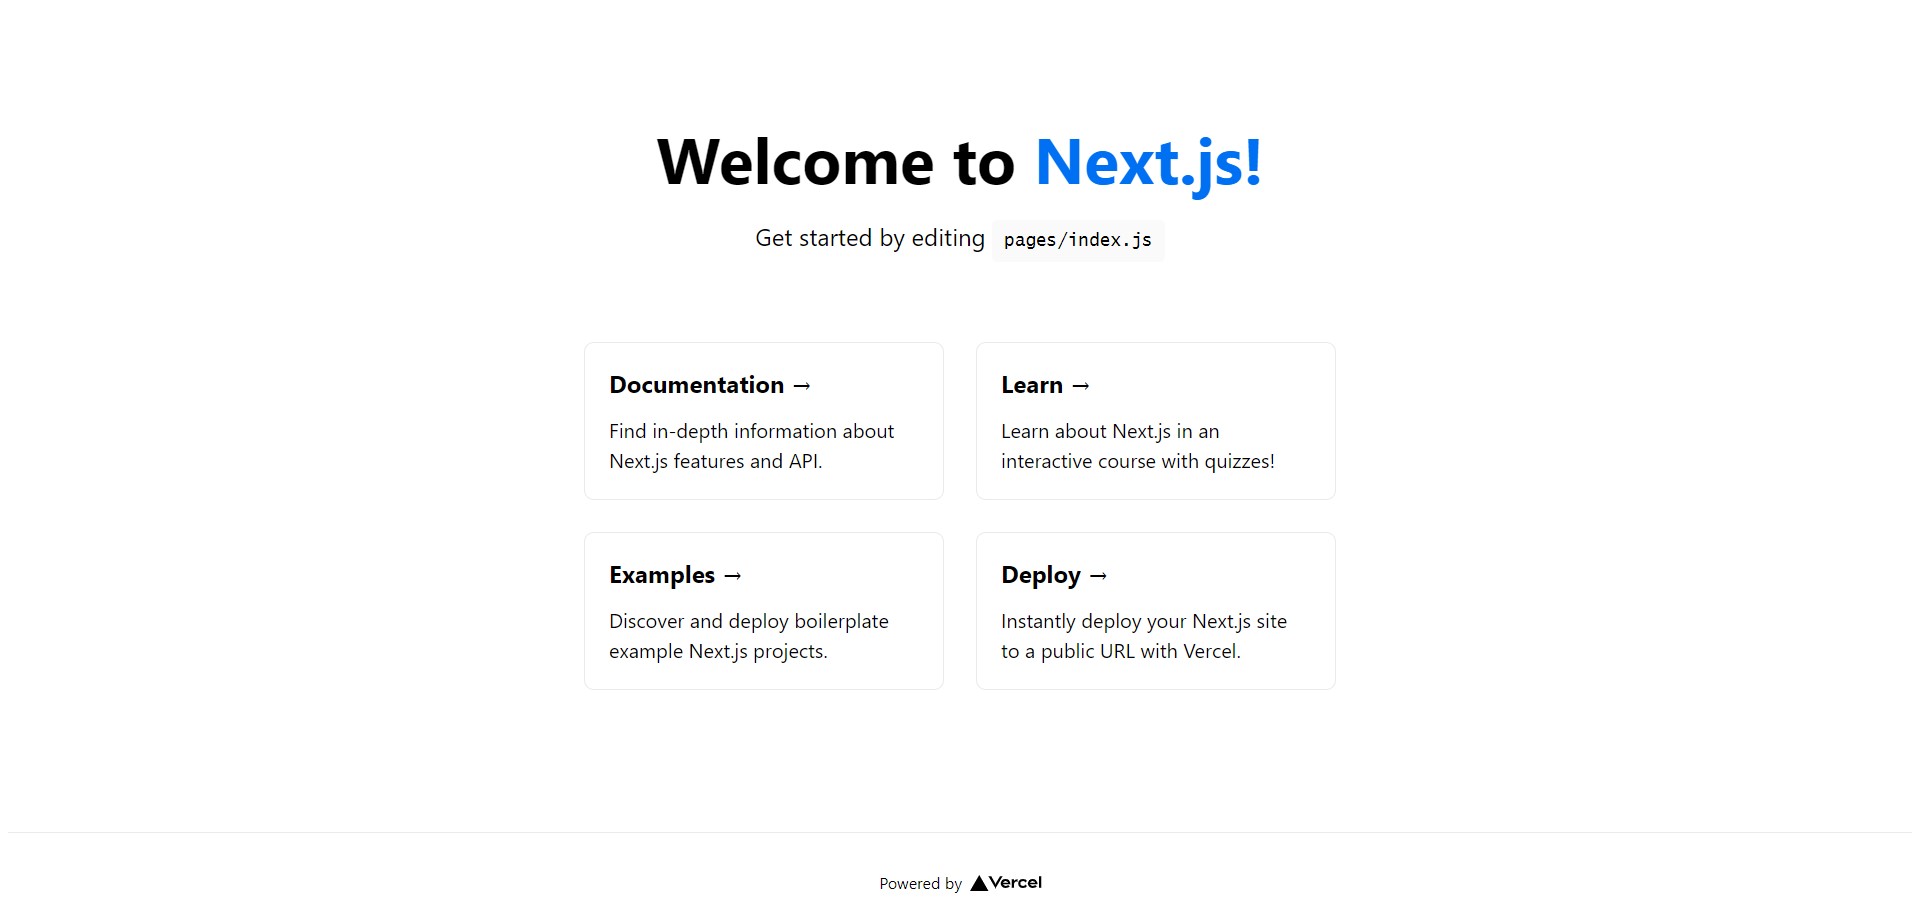 Welcome to Next.js!
Get started by editing pages/index.js
Documentation →
Find in-depth information about
Next.js features and API.
Learn →
Learn about Next.js in an
interactive course with quizzes!
Examples →
Discover and deploy boilerplate
example Next.js projects.
Deploy →
Instantly deploy your Next.js site
to a public URL with Vercel.
Powered by Vercel